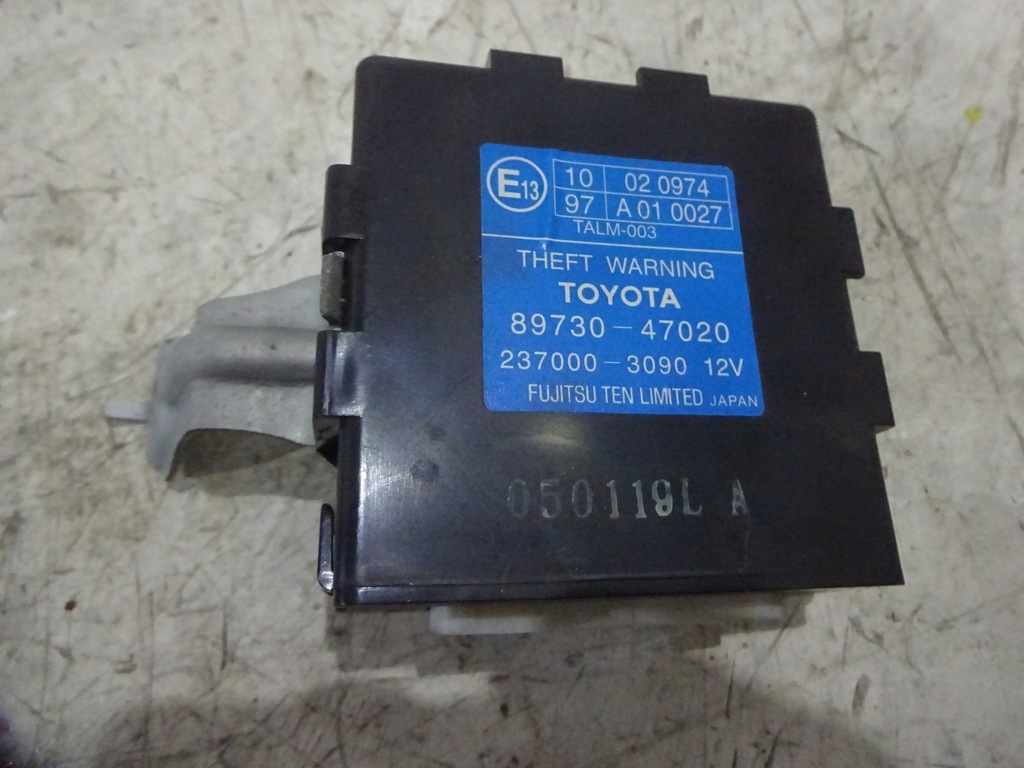 E13
10 02 0974
97 A 01 0027
TALM-003
THEFT WARNING
TOYOTA
89730-47020
237000-3090 12V
FUJITSU TEN LIMITED JAPAN
050119L A